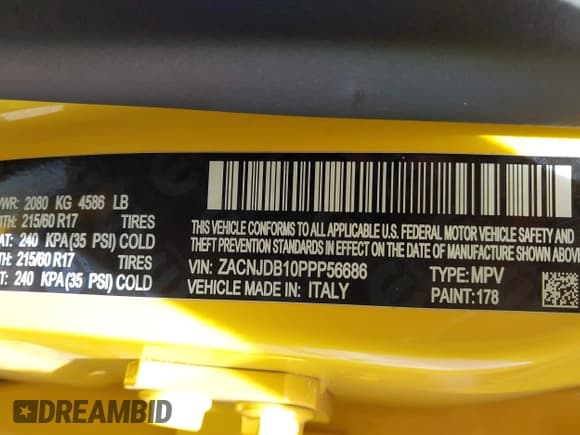 WR: 2080 KG 4586 LB
TH: 215/60 R17 TIRES
AT: 240 KPA(35 PSI) COLD
TH: 215/60 R17 TIRES
T: 240 KPA(35 PSI) COLD
THIS VEHICLE CONFORMS TO ALL APPLICABLE U.S. FEDERAL MOTOR VEHICLE SAFETY AND
THEFT PREVENTION STANDARDS IN EFFECT ON THE DATE OF MANUFACTURE SHOWN ABOVE
VIN: ZACNJDB10PPP56686 TYPE: MPV
VEHICLE MADE IN: ITALY PAINT: 178
DREAMBID